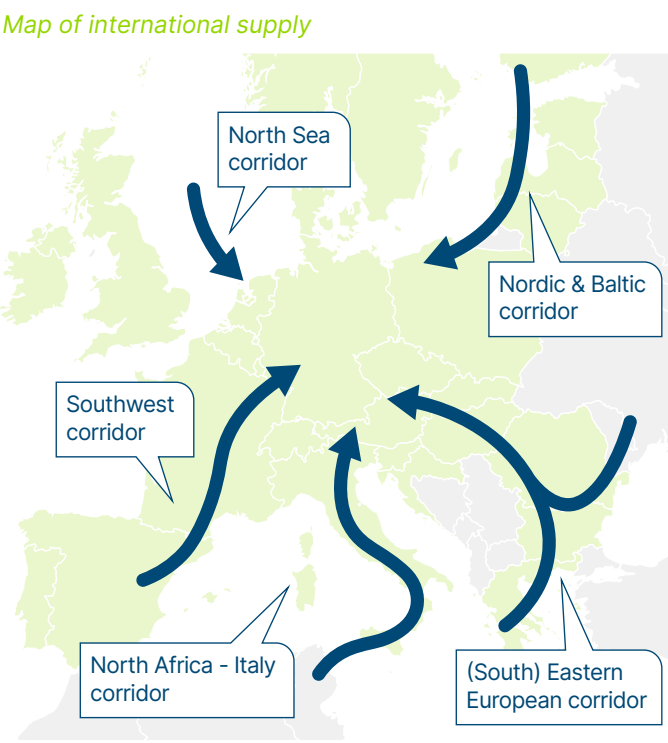 Map of international supply
North Sea
corridor
Nordic & Baltic
corridor
Southwest
corridor
North Africa - Italy
corridor
(South) Eastern
European corridor